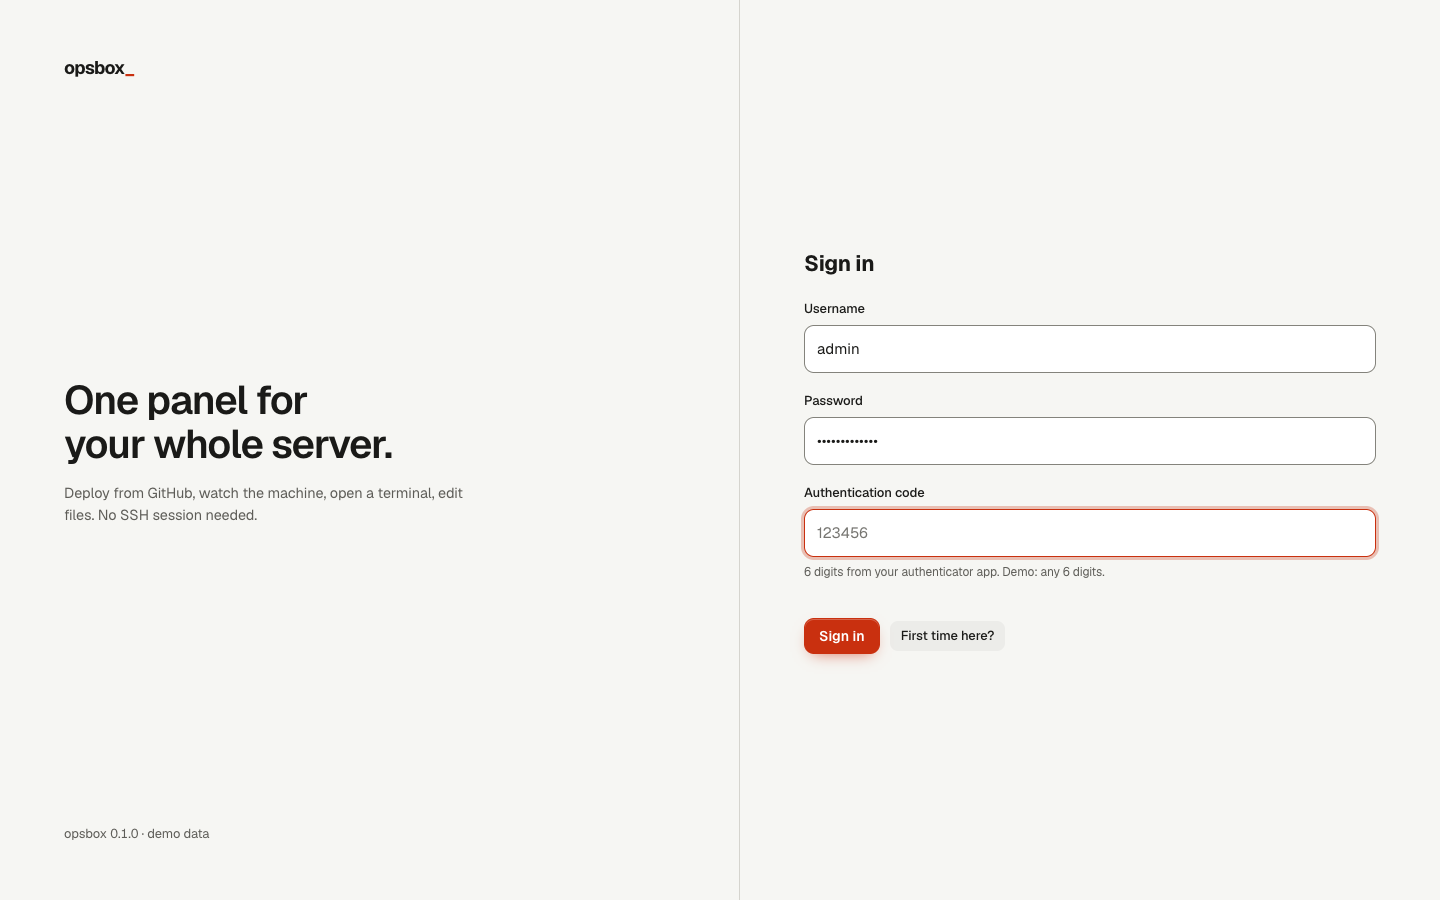 opsbox_
One panel for
your whole server.
Deploy from GitHub, watch the machine, open a terminal, edit
files. No SSH session needed.
opsbox 0.1.0 · demo data
Sign in
Username
admin
Password
•••••••••••••
Authentication code
123456
6 digits from your authenticator app. Demo: any 6 digits.
Sign in
First time here?